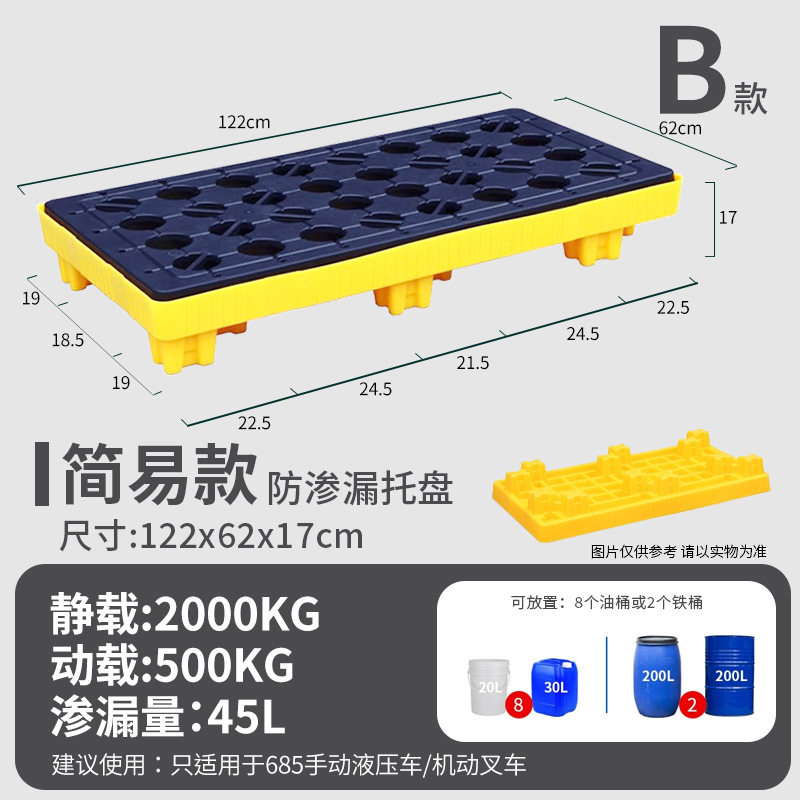 B款
122cm
62cm
17
19
18.5
19
22.5
24.5
21.5
24.5
22.5
简易款 防渗漏托盘
尺寸:122x62x17cm
图片仅供参考 请以实物为准
静载:2000KG
动载:500KG
渗漏量:45L
建议使用：只适用于685手动液压车/机动叉车
可放置：8个油桶或2个铁桶
20L
8
30L
200L
2
200L